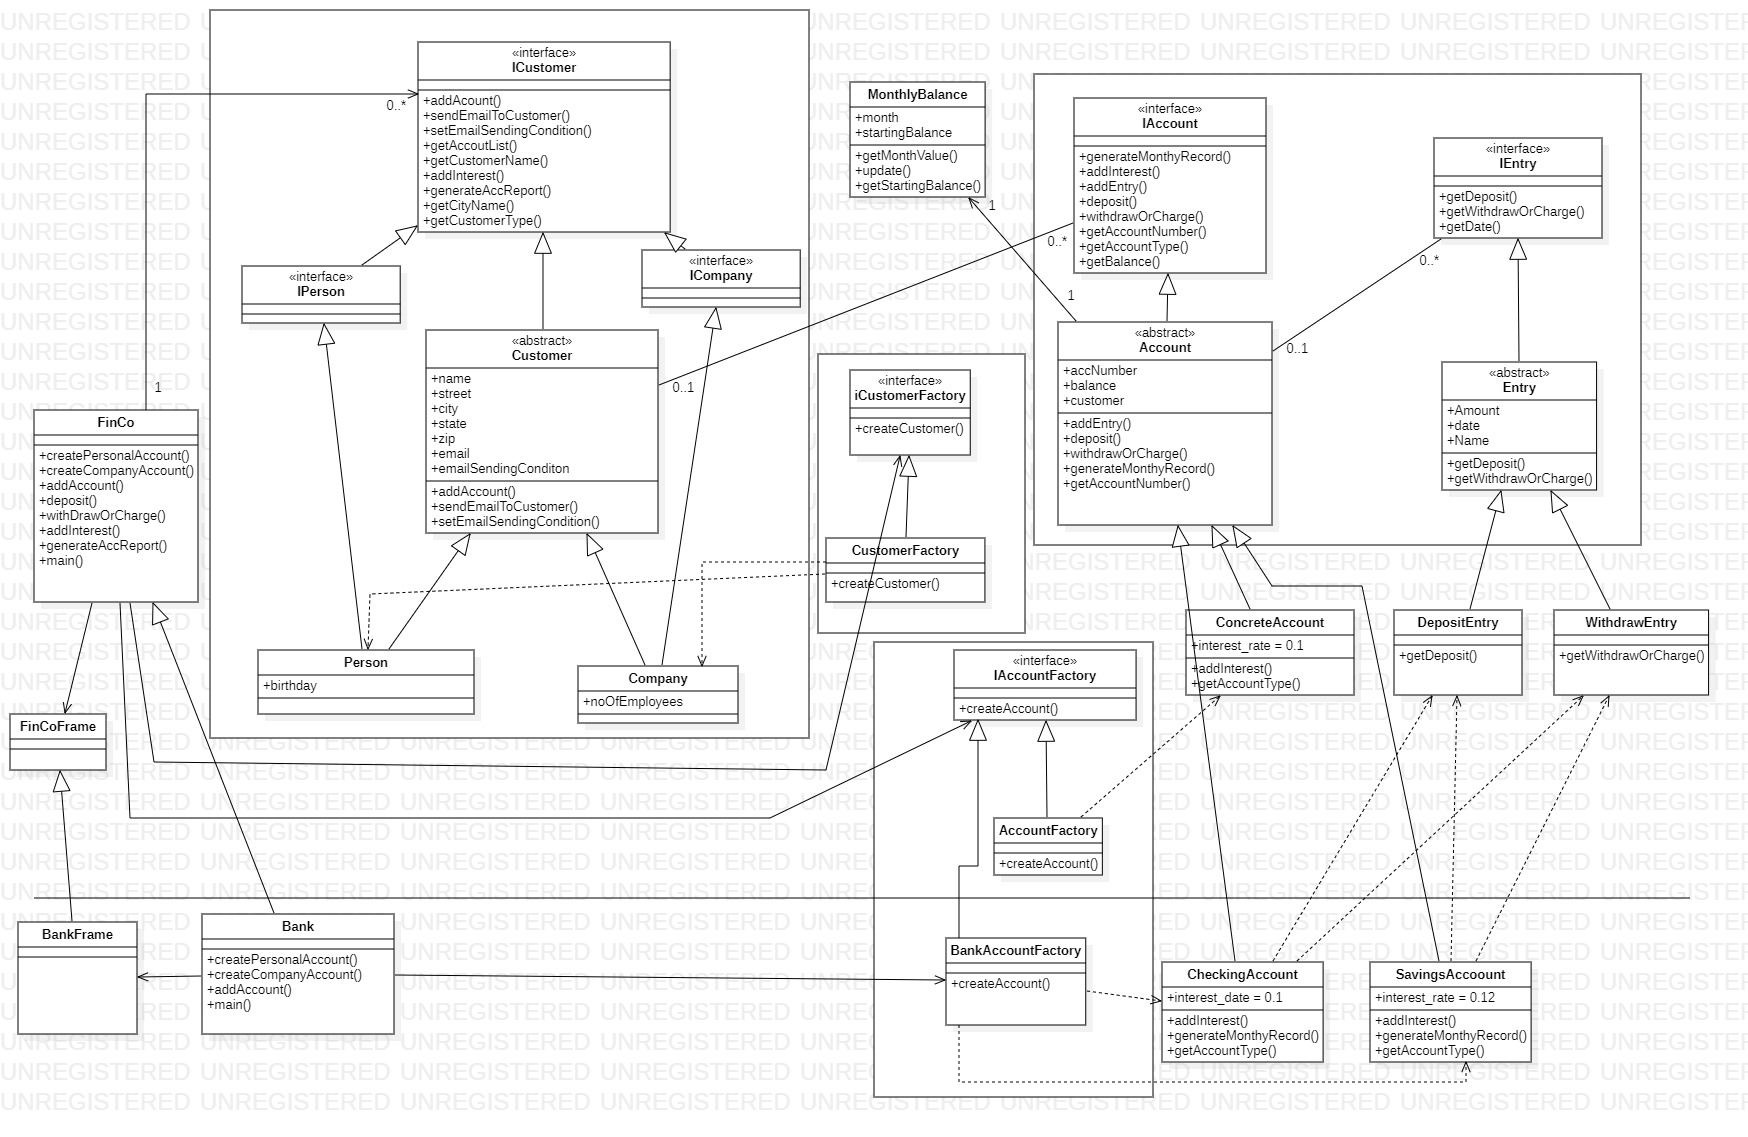 «interface»
ICustomer
+addAcount()
+sendEmailToCustomer()
+setEmailSendingCondition()
+getAccoutList()
+getCustomerName()
+addInterest()
+generateAccReport()
+getCityName()
+getCustomerType()
0..*
1
«interface»
IPerson
«interface»
ICompany
«abstract»
Customer
+name
+street
+city
+state
+zip
+email
+emailSendingConditon
+addAccount()
+sendEmailToCustomer()
+setEmailSendingCondition()
0..1
0..*
Person
+birthday
Company
+noOfEmployees
MonthlyBalance
+month
+startingBalance
+getMonthValue()
+update()
+getStartingBalance()
1
1
«interface»
IAccount
+generateMonthyRecord()
+addInterest()
+addEntry()
+deposit()
+withdrawOrCharge()
+getAccountNumber()
+getAccountType()
+getBalance()
«interface»
IEntry
+getDeposit()
+getWithdrawOrCharge()
+getDate()
0..*
0..1
«abstract»
Account
+accNumber
+balance
+customer
+addEntry()
+deposit()
+withdrawOrCharge()
+generateMonthyRecord()
+getAccountNumber()
«abstract»
Entry
+Amount
+date
+Name
+getDeposit()
+getWithdrawOrCharge()
«interface»
iCustomerFactory
+createCustomer()
CustomerFactory
+createCustomer()
FinCo
+createPersonalAccount()
+createCompanyAccount()
+addAccount()
+deposit()
+withDrawOrCharge()
+addInterest()
+generateAccReport()
+main()
FinCoFrame
«interface»
IAccountFactory
+createAccount()
AccountFactory
+createAccount()
ConcreteAccount
+interest_rate = 0.1
+addInterest()
+getAccountType()
DepositEntry
+getDeposit()
WithdrawEntry
+getWithdrawOrCharge()
BankFrame
Bank
+createPersonalAccount()
+createCompanyAccount()
+addAccount()
+main()
BankAccountFactory
+createAccount()
CheckingAccount
+interest_date = 0.1
+addInterest()
+generateMonthyRecord()
+getAccountType()
SavingsAccoount
+interest_rate = 0.12
+addInterest()
+generateMonthyRecord()
+getAccountType()
UNREGISTERED